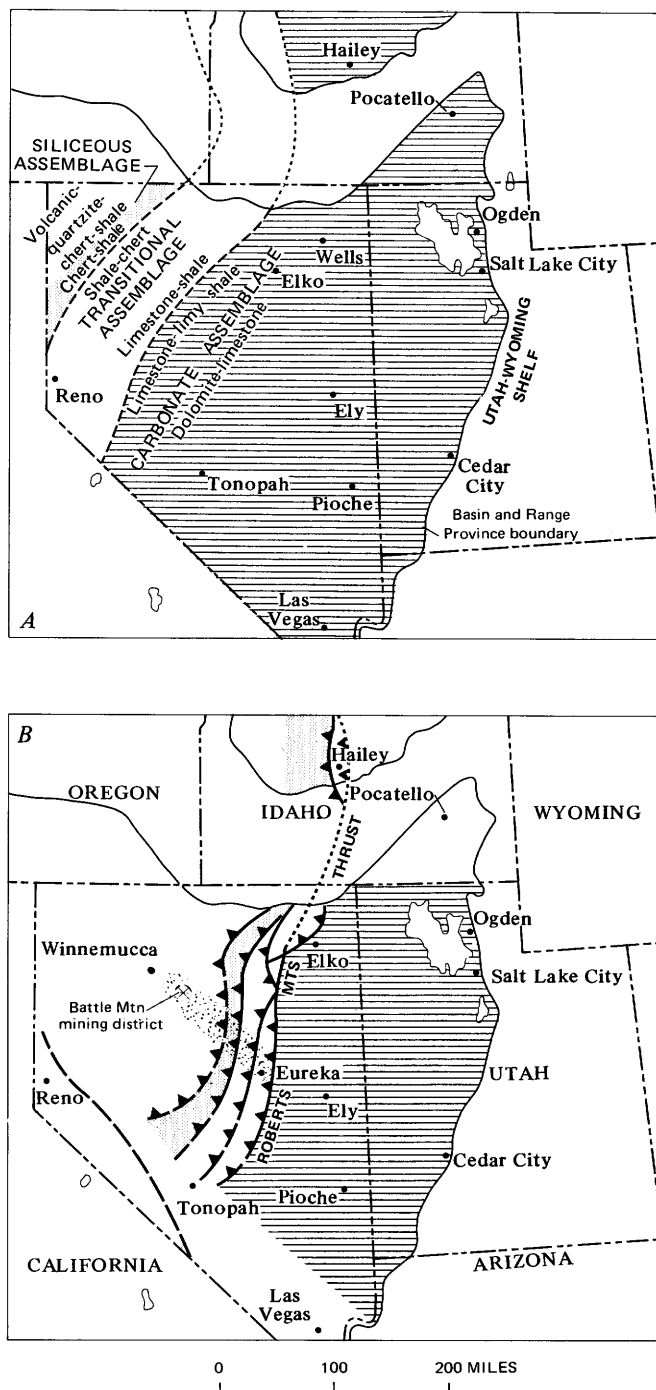 Hailey
Pocatello
SILICEOUS
ASSEMBLAGE
Volcanic-
quartzite-
chert-shale
Chert-shale
Shale-chert
TRANSITIONAL
ASSEMBLAGE
Limestone-shale
Limestone-limy shale
CARBONATE ASSEMBLAGE
Dolomite-limestone
Ogden
Wells
Salt Lake City
Elko
UTAH-WYOMING
SHELF
Reno
Ely
Cedar
City
Tonopah
Pioche
Basin and Range
Province boundary
Las
Vegas
A
B
Hailey
OREGON
IDAHO
Pocatello
WYOMING
THRUST
Ogden
Winnemucca
Elko
Salt Lake City
MTS
Battle Mtn
mining district
Eureka
UTAH
Reno
Ely
ROBERTS
Cedar City
Pioche
Tonopah
CALIFORNIA
ARIZONA
Las
Vegas
0 100 200 MILES